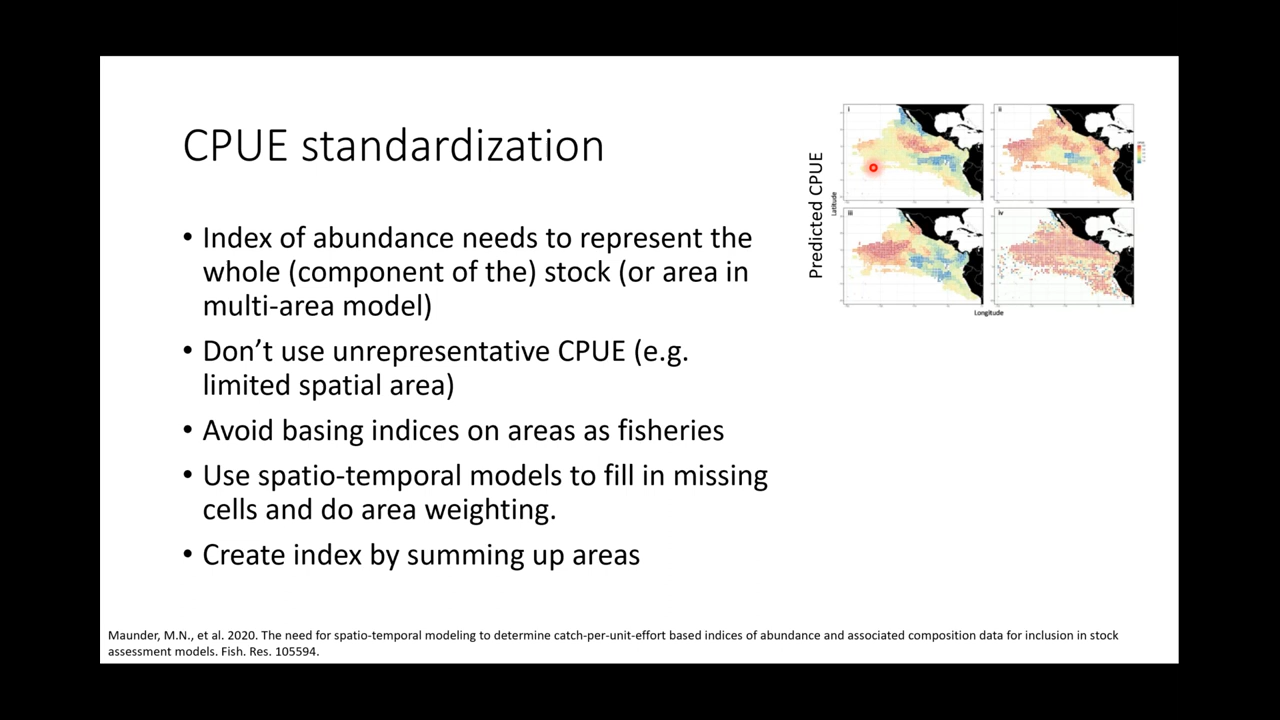 CPUE standardization
• Index of abundance needs to represent the
whole (component of the) stock (or area in
multi-area model)
• Don’t use unrepresentative CPUE (e.g.
limited spatial area)
• Avoid basing indices on areas as fisheries
• Use spatio-temporal models to fill in missing
cells and do area weighting.
• Create index by summing up areas
Predicted CPUE
Latitude
i
ii
iii
iv
Longitude
Maunder, M.N., et al. 2020. The need for spatio-temporal modeling to determine catch-per-unit-effort based indices of abundance and associated composition data for inclusion in stock
assessment models. Fish. Res. 105594.